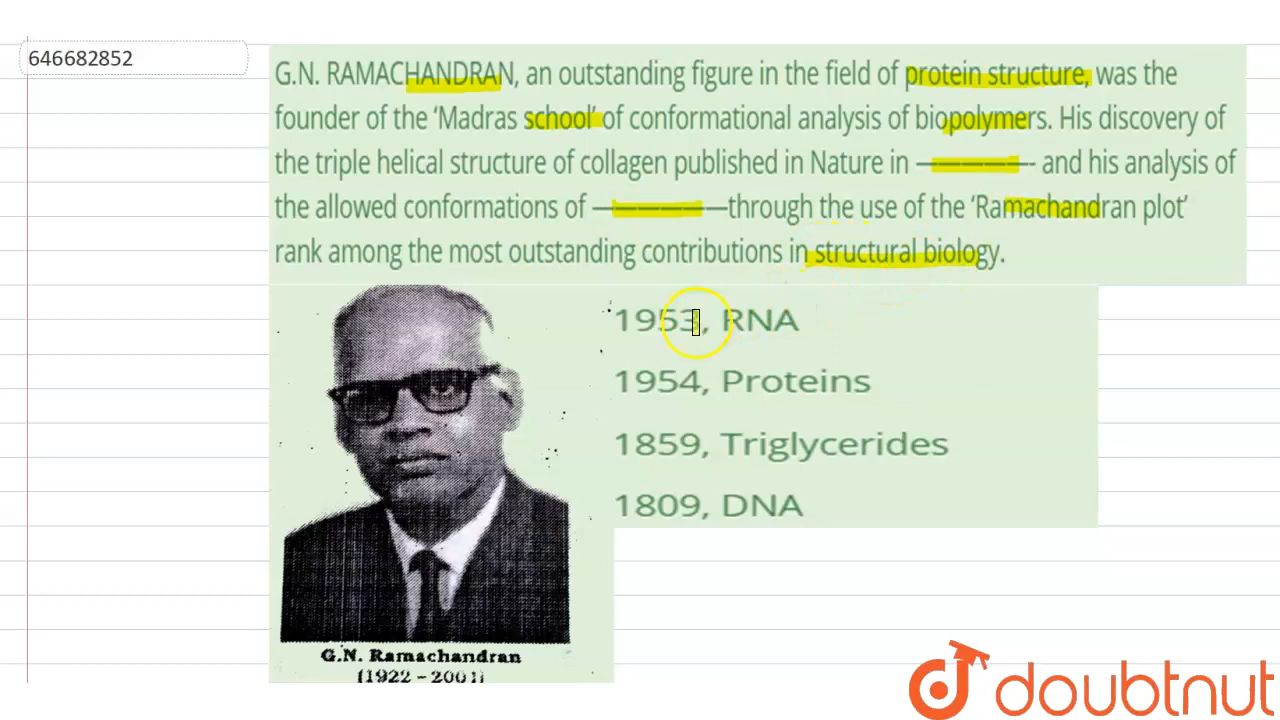 646682852
G.N. RAMACHANDRAN, an outstanding figure in the field of protein structure, was the
founder of the ‘Madras school’ of conformational analysis of biopolymers. His discovery of
the triple helical structure of collagen published in Nature in —————- and his analysis of
the allowed conformations of ——————through the use of the ‘Ramachandran plot’
rank among the most outstanding contributions in structural biology.
1953, RNA
1954, Proteins
1859, Triglycerides
1809, DNA
G.N. Ramachandran
(1922 – 2001)
doubtnut